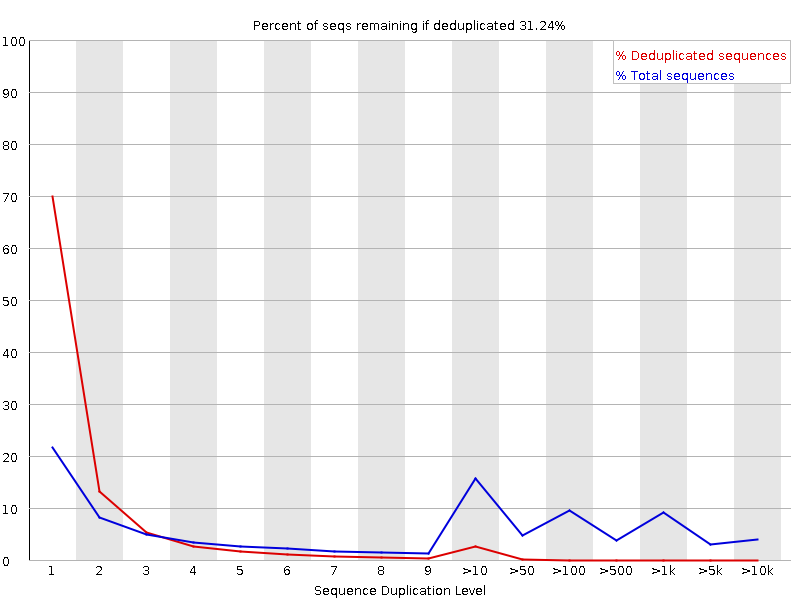 Percent of seqs remaining if deduplicated 31.24%
% Deduplicated sequences
% Total sequences
100
90
80
70
60
50
40
30
20
10
0
1 2 3 4 5 6 7 8 9 >10 >50 >100 >500 >1k >5k >10k
Sequence Duplication Level